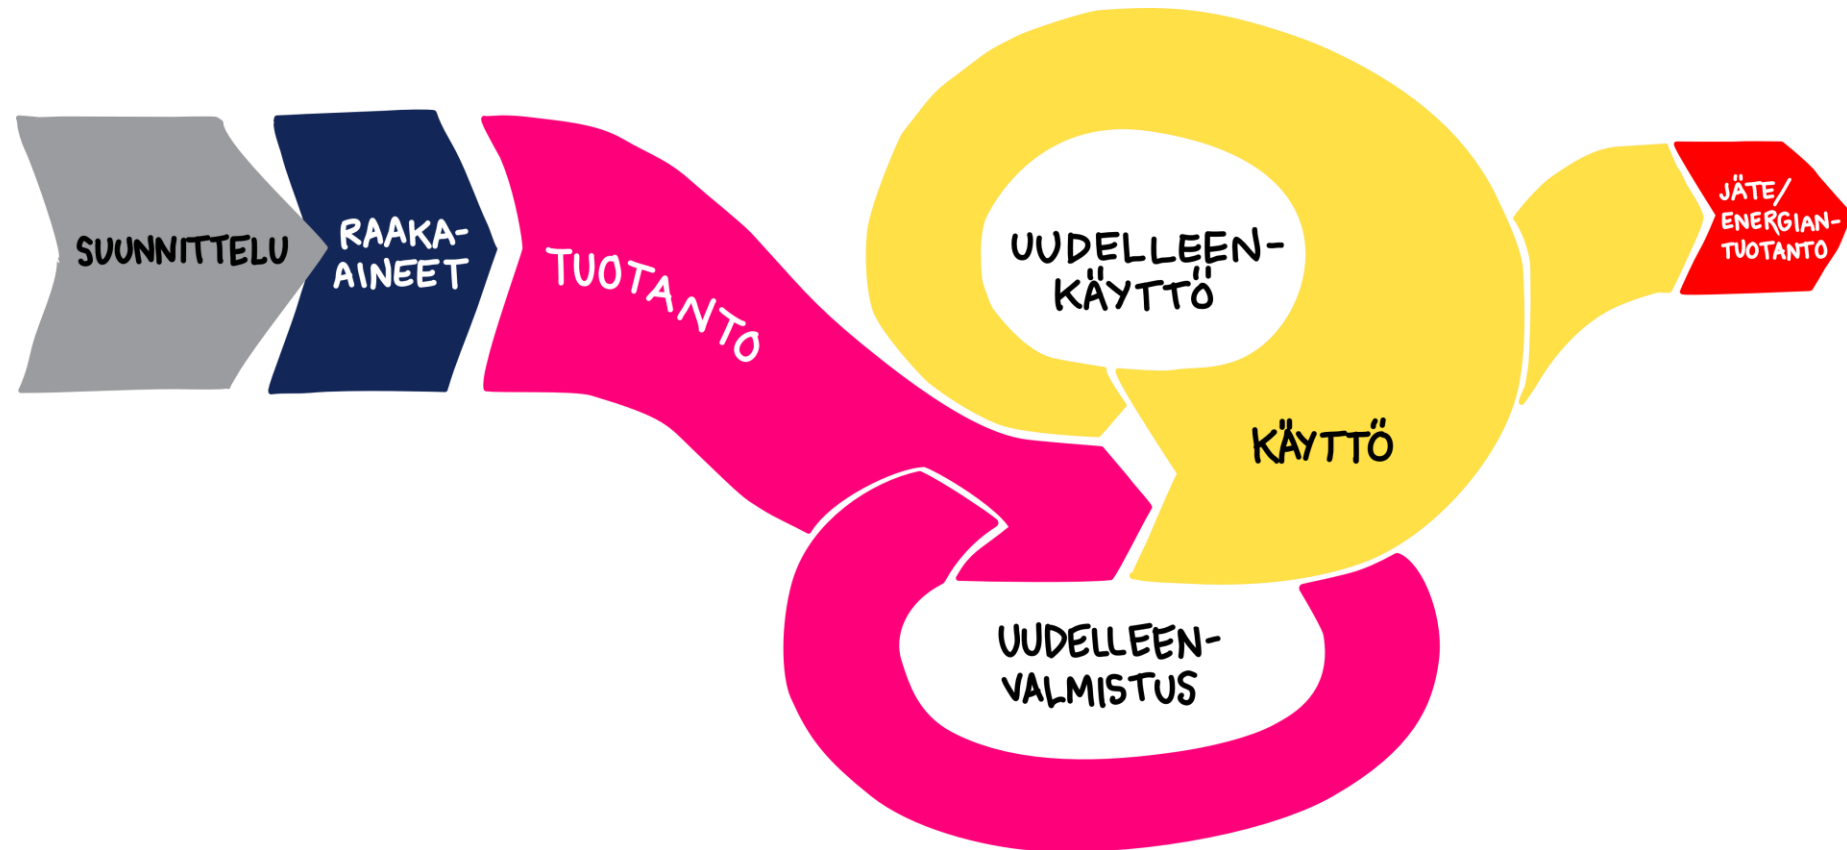 SUUNNITTELU
RAAKA-
AINEET
TUOTANTO
UUDELLEEN-
KÄYTTÖ
KÄYTTÖ
UUDELLEEN-
VALMISTUS
JÄTE/
ENERGIAN-
TUOTANTO